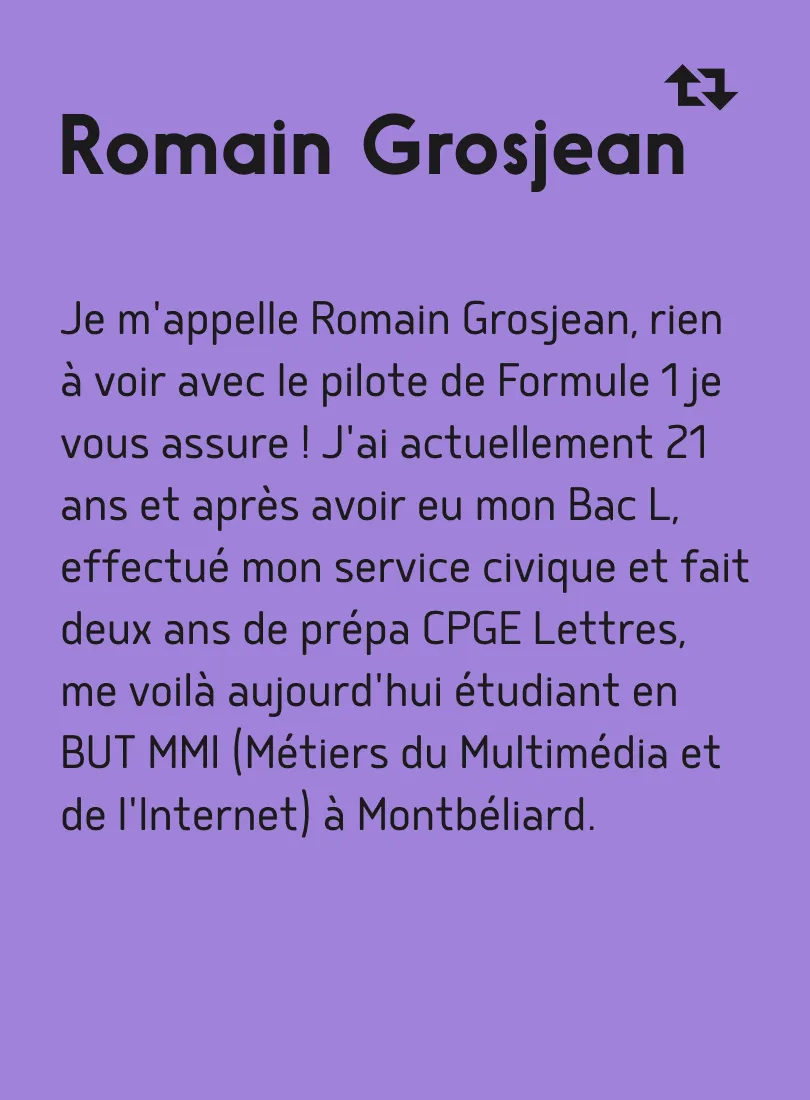 Romain Grosjean
Je m'appelle Romain Grosjean, rien
à voir avec le pilote de Formule 1 je
vous assure ! J'ai actuellement 21
ans et après avoir eu mon Bac L,
effectué mon service civique et fait
deux ans de prépa CPGE Lettres,
me voilà aujourd'hui étudiant en
BUT MMI (Métiers du Multimédia et
de l'Internet) à Montbéliard.